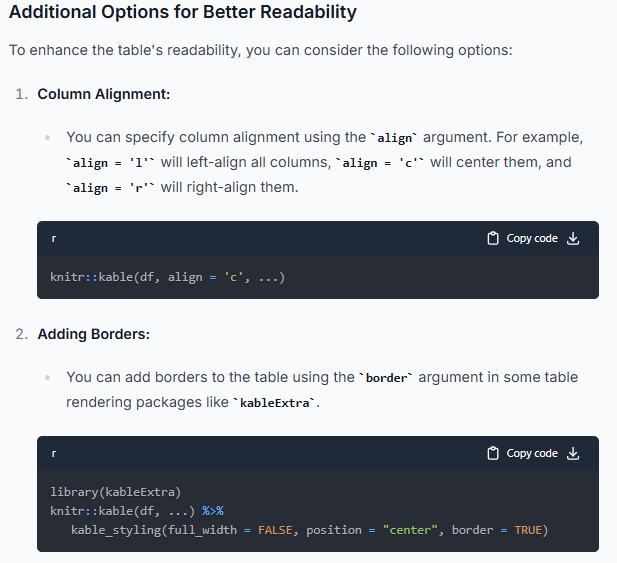 Additional Options for Better Readability
To enhance the table's readability, you can consider the following options:
1. Column Alignment:
You can specify column alignment using the `align` argument. For example,
`align = 'l'` will left-align all columns, `align = 'c'` will center them, and
`align = 'r'` will right-align them.
r Copy code
knitr::kable(df, align = 'c', ...)
2. Adding Borders:
You can add borders to the table using the `border` argument in some table
rendering packages like `kableExtra`.
r Copy code
library(kableExtra)
knitr::kable(df, ...) %>%
kable_styling(full_width = FALSE, position = "center", border = TRUE)